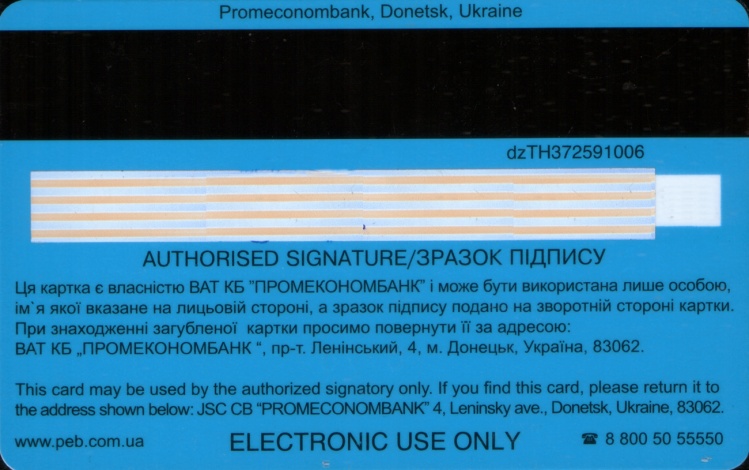 Promeconombank, Donetsk, Ukraine
dzTH372591006
AUTHORISED SIGNATURE/ЗРАЗОК ПІДПИСУ
Ця картка є власністю ВАТ КБ "ПРОМЕКОНОМБАНК" і може бути використана лише особою,
ім`я якої вказане на лицьовій стороні, а зразок підпису подано на зворотній стороні картки.
При знаходженні загубленої картки просимо повернути її за адресою:
ВАТ КБ „ПРОМЕКОНОМБАНК “, пр-т. Ленінський, 4, м. Донецьк, Україна, 83062.
This card may be used by the authorized signatory only. If you find this card, please return it to
the address shown below: JSC CB “PROMECONOMBANK” 4, Leninsky ave., Donetsk, Ukraine, 83062.
www.peb.com.ua ELECTRONIC USE ONLY ☎ 8 800 50 55550